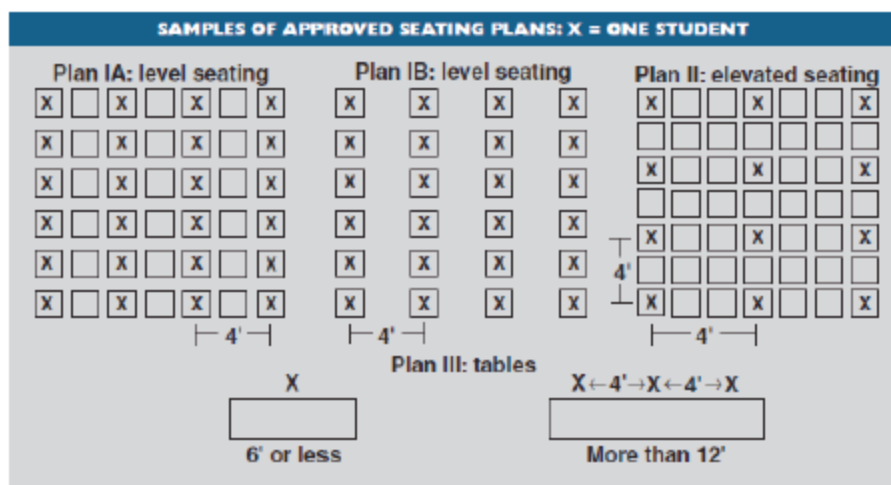 SAMPLES OF APPROVED SEATING PLANS: X = ONE STUDENT
Plan IA: level seating Plan IB: level seating Plan II: elevated seating
X X X X X X X X X X X
X X X X X X X X
X X X X X X X X X X X
X X X X X X X X X X X
4'
X X X X X X X X
X X X X X X X X X X X
4' 4' 4'
Plan III: tables
X X←4'→X←4'→X
6' or less More than 12'